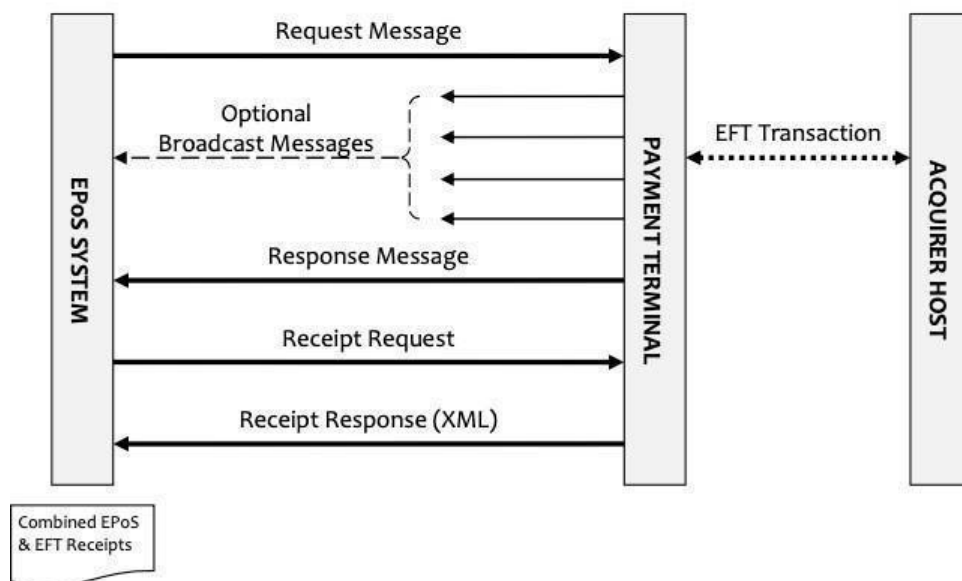 Request Message
Optional
Broadcast Messages
EFT Transaction
EPoS SYSTEM
PAYMENT TERMINAL
ACQUIRER HOST
Response Message
Receipt Request
Receipt Response (XML)
Combined EPoS
& EFT Receipts